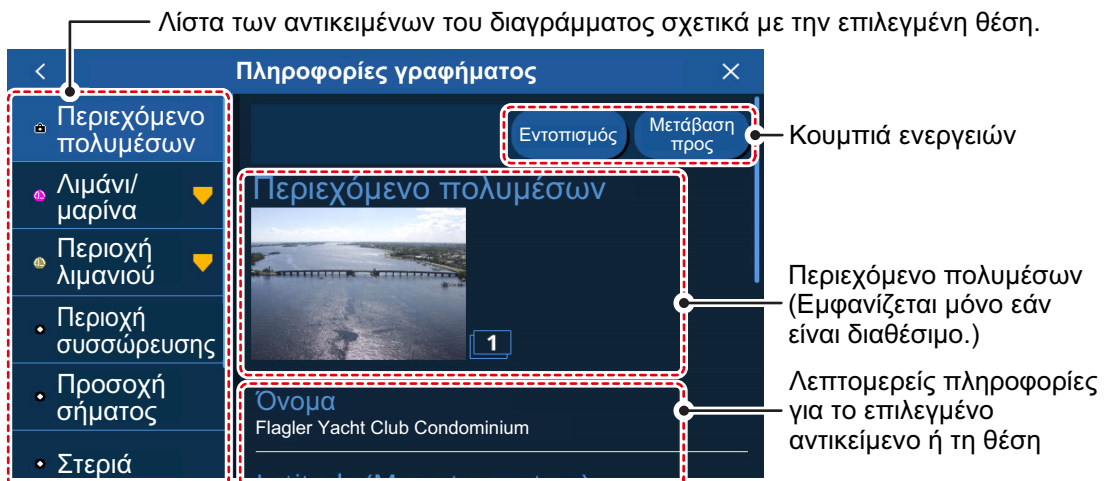 Λίστα των αντικειμένων του διαγράμματος σχετικά με την επιλεγμένη θέση.
Πληροφορίες γραφήματος
Περιεχόμενο
πολυμέσων
Λιμάνι/
μαρίνα
Περιοχή
λιμανιού
Περιοχή
συσσώρευσης
Προσοχή
σήματος
Στεριά
Εντοπισμός
Μετάβαση
προς
Κουμπιά ενεργειών
Περιεχόμενο πολυμέσων
1
Περιεχόμενο πολυμέσων
(Εμφανίζεται μόνο εάν
είναι διαθέσιμο.)
Όνομα
Flagler Yacht Club Condominium
Λεπτομερείς πληροφορίες
για το επιλεγμένο
αντικείμενο ή τη θέση